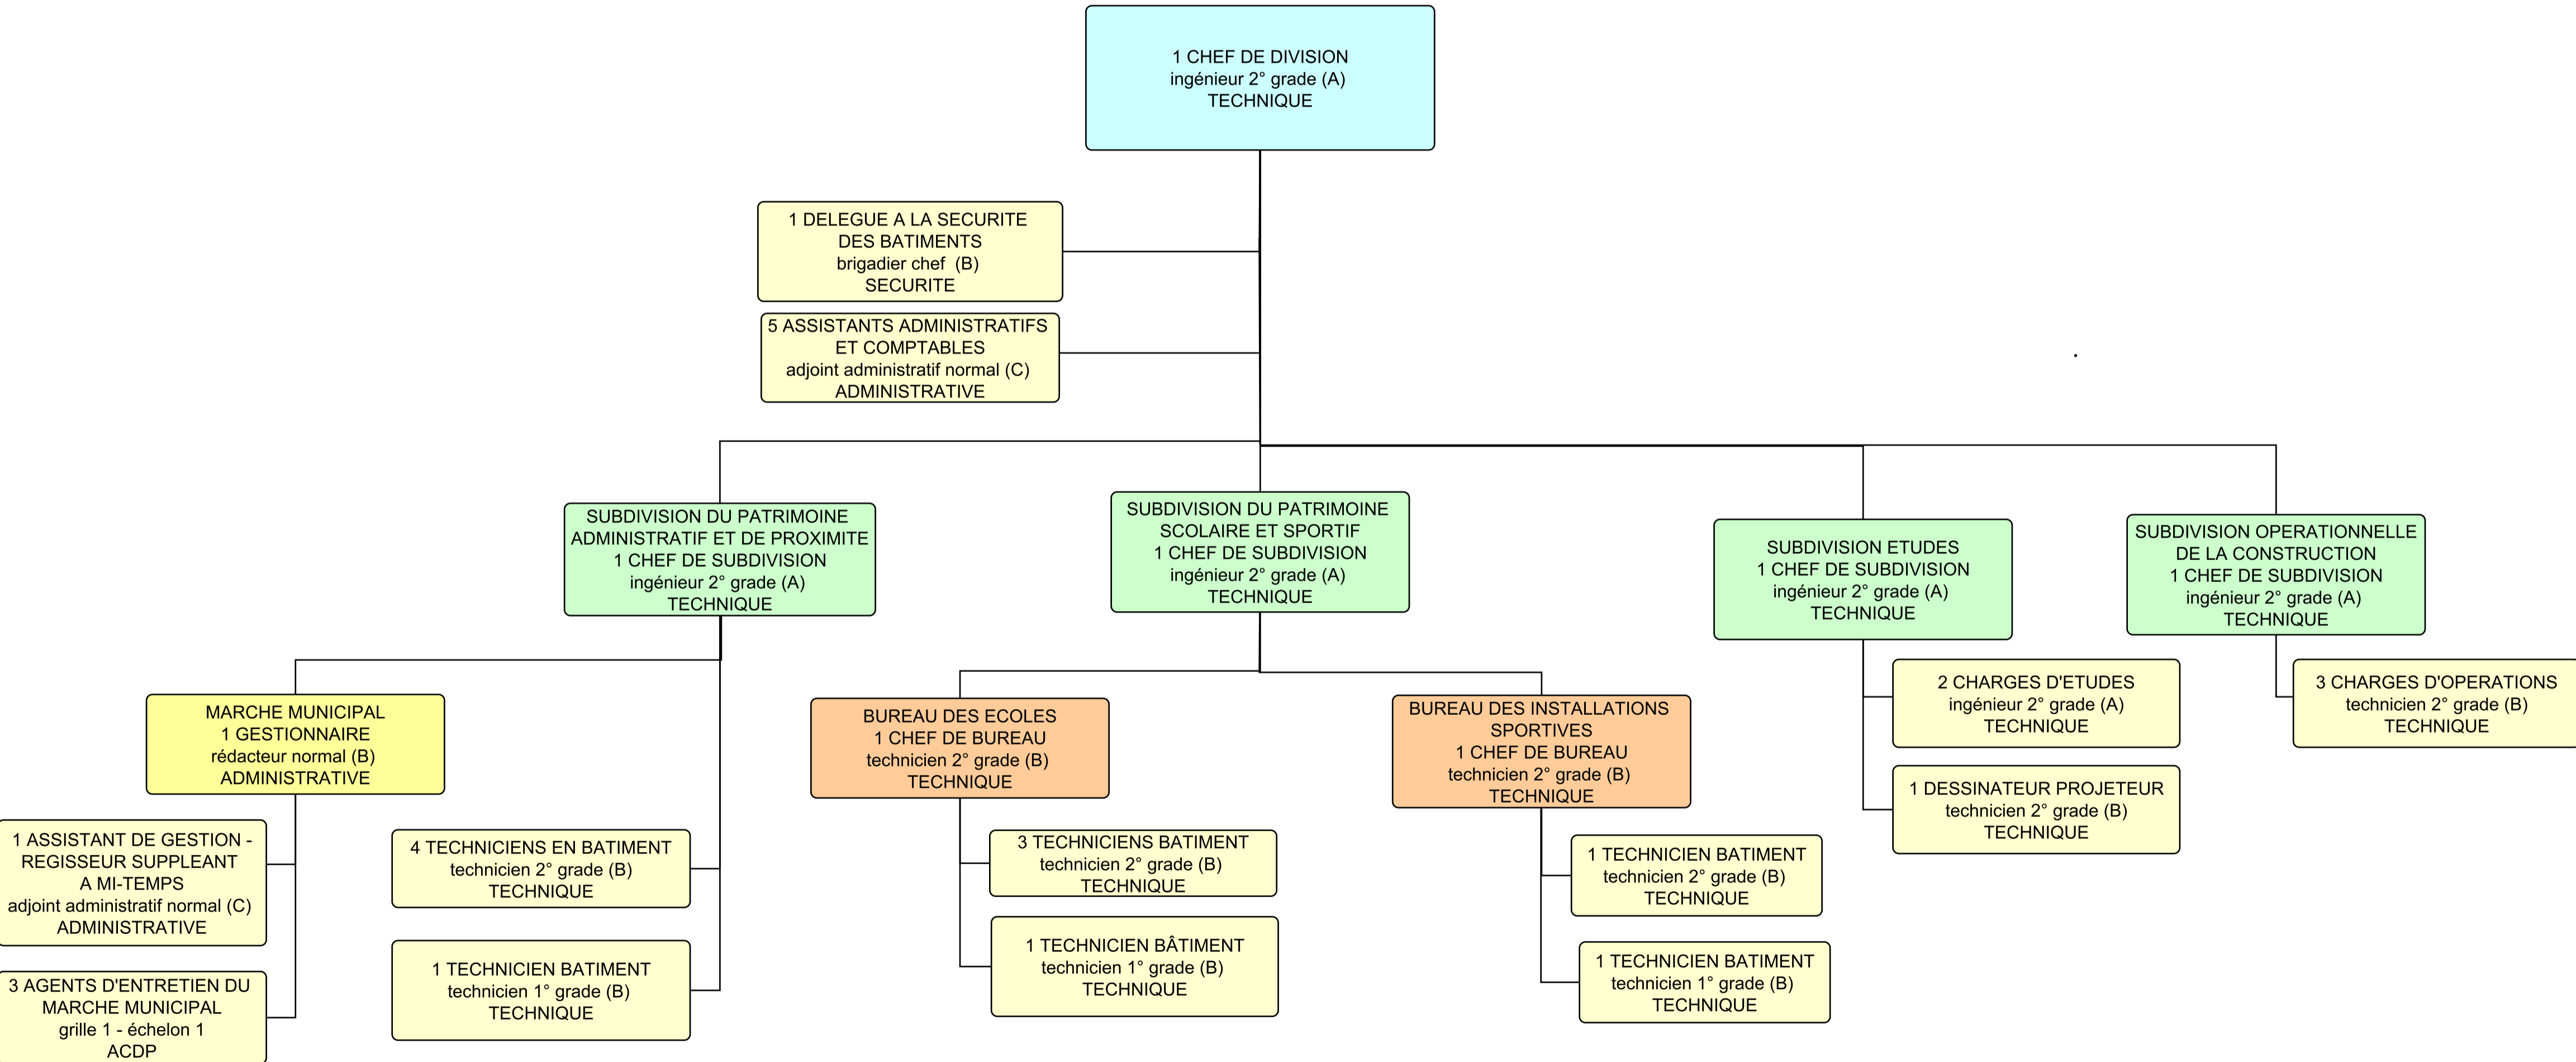 1 CHEF DE DIVISION
ingénieur 2° grade (A)
TECHNIQUE
1 DELEGUE A LA SECURITE
DES BATIMENTS
brigadier chef (B)
SECURITE
5 ASSISTANTS ADMINISTRATIFS
ET COMPTABLES
adjoint administratif normal (C)
ADMINISTRATIVE
SUBDIVISION DU PATRIMOINE
ADMINISTRATIF ET DE PROXIMITE
1 CHEF DE SUBDIVISION
ingénieur 2° grade (A)
TECHNIQUE
SUBDIVISION DU PATRIMOINE
SCOLAIRE ET SPORTIF
1 CHEF DE SUBDIVISION
ingénieur 2° grade (A)
TECHNIQUE
SUBDIVISION ETUDES
1 CHEF DE SUBDIVISION
ingénieur 2° grade (A)
TECHNIQUE
SUBDIVISION OPERATIONNELLE
DE LA CONSTRUCTION
1 CHEF DE SUBDIVISION
ingénieur 2° grade (A)
TECHNIQUE
MARCHE MUNICIPAL
1 GESTIONNAIRE
rédacteur normal (B)
ADMINISTRATIVE
BUREAU DES ECOLES
1 CHEF DE BUREAU
technicien 2° grade (B)
TECHNIQUE
BUREAU DES INSTALLATIONS
SPORTIVES
1 CHEF DE BUREAU
technicien 2° grade (B)
TECHNIQUE
2 CHARGES D'ETUDES
ingénieur 2° grade (A)
TECHNIQUE
3 CHARGES D'OPERATIONS
technicien 2° grade (B)
TECHNIQUE
1 DESSINATEUR PROJETEUR
technicien 2° grade (B)
TECHNIQUE
1 ASSISTANT DE GESTION -
REGISSEUR SUPPLEANT
A MI-TEMPS
adjoint administratif normal (C)
ADMINISTRATIVE
4 TECHNICIENS EN BATIMENT
technicien 2° grade (B)
TECHNIQUE
3 TECHNICIENS BATIMENT
technicien 2° grade (B)
TECHNIQUE
1 TECHNICIEN BATIMENT
technicien 2° grade (B)
TECHNIQUE
3 AGENTS D'ENTRETIEN DU
MARCHE MUNICIPAL
grille 1 - échelon 1
ACDP
1 TECHNICIEN BATIMENT
technicien 1° grade (B)
TECHNIQUE
1 TECHNICIEN BÂTIMENT
technicien 1° grade (B)
TECHNIQUE
1 TECHNICIEN BATIMENT
technicien 1° grade (B)
TECHNIQUE